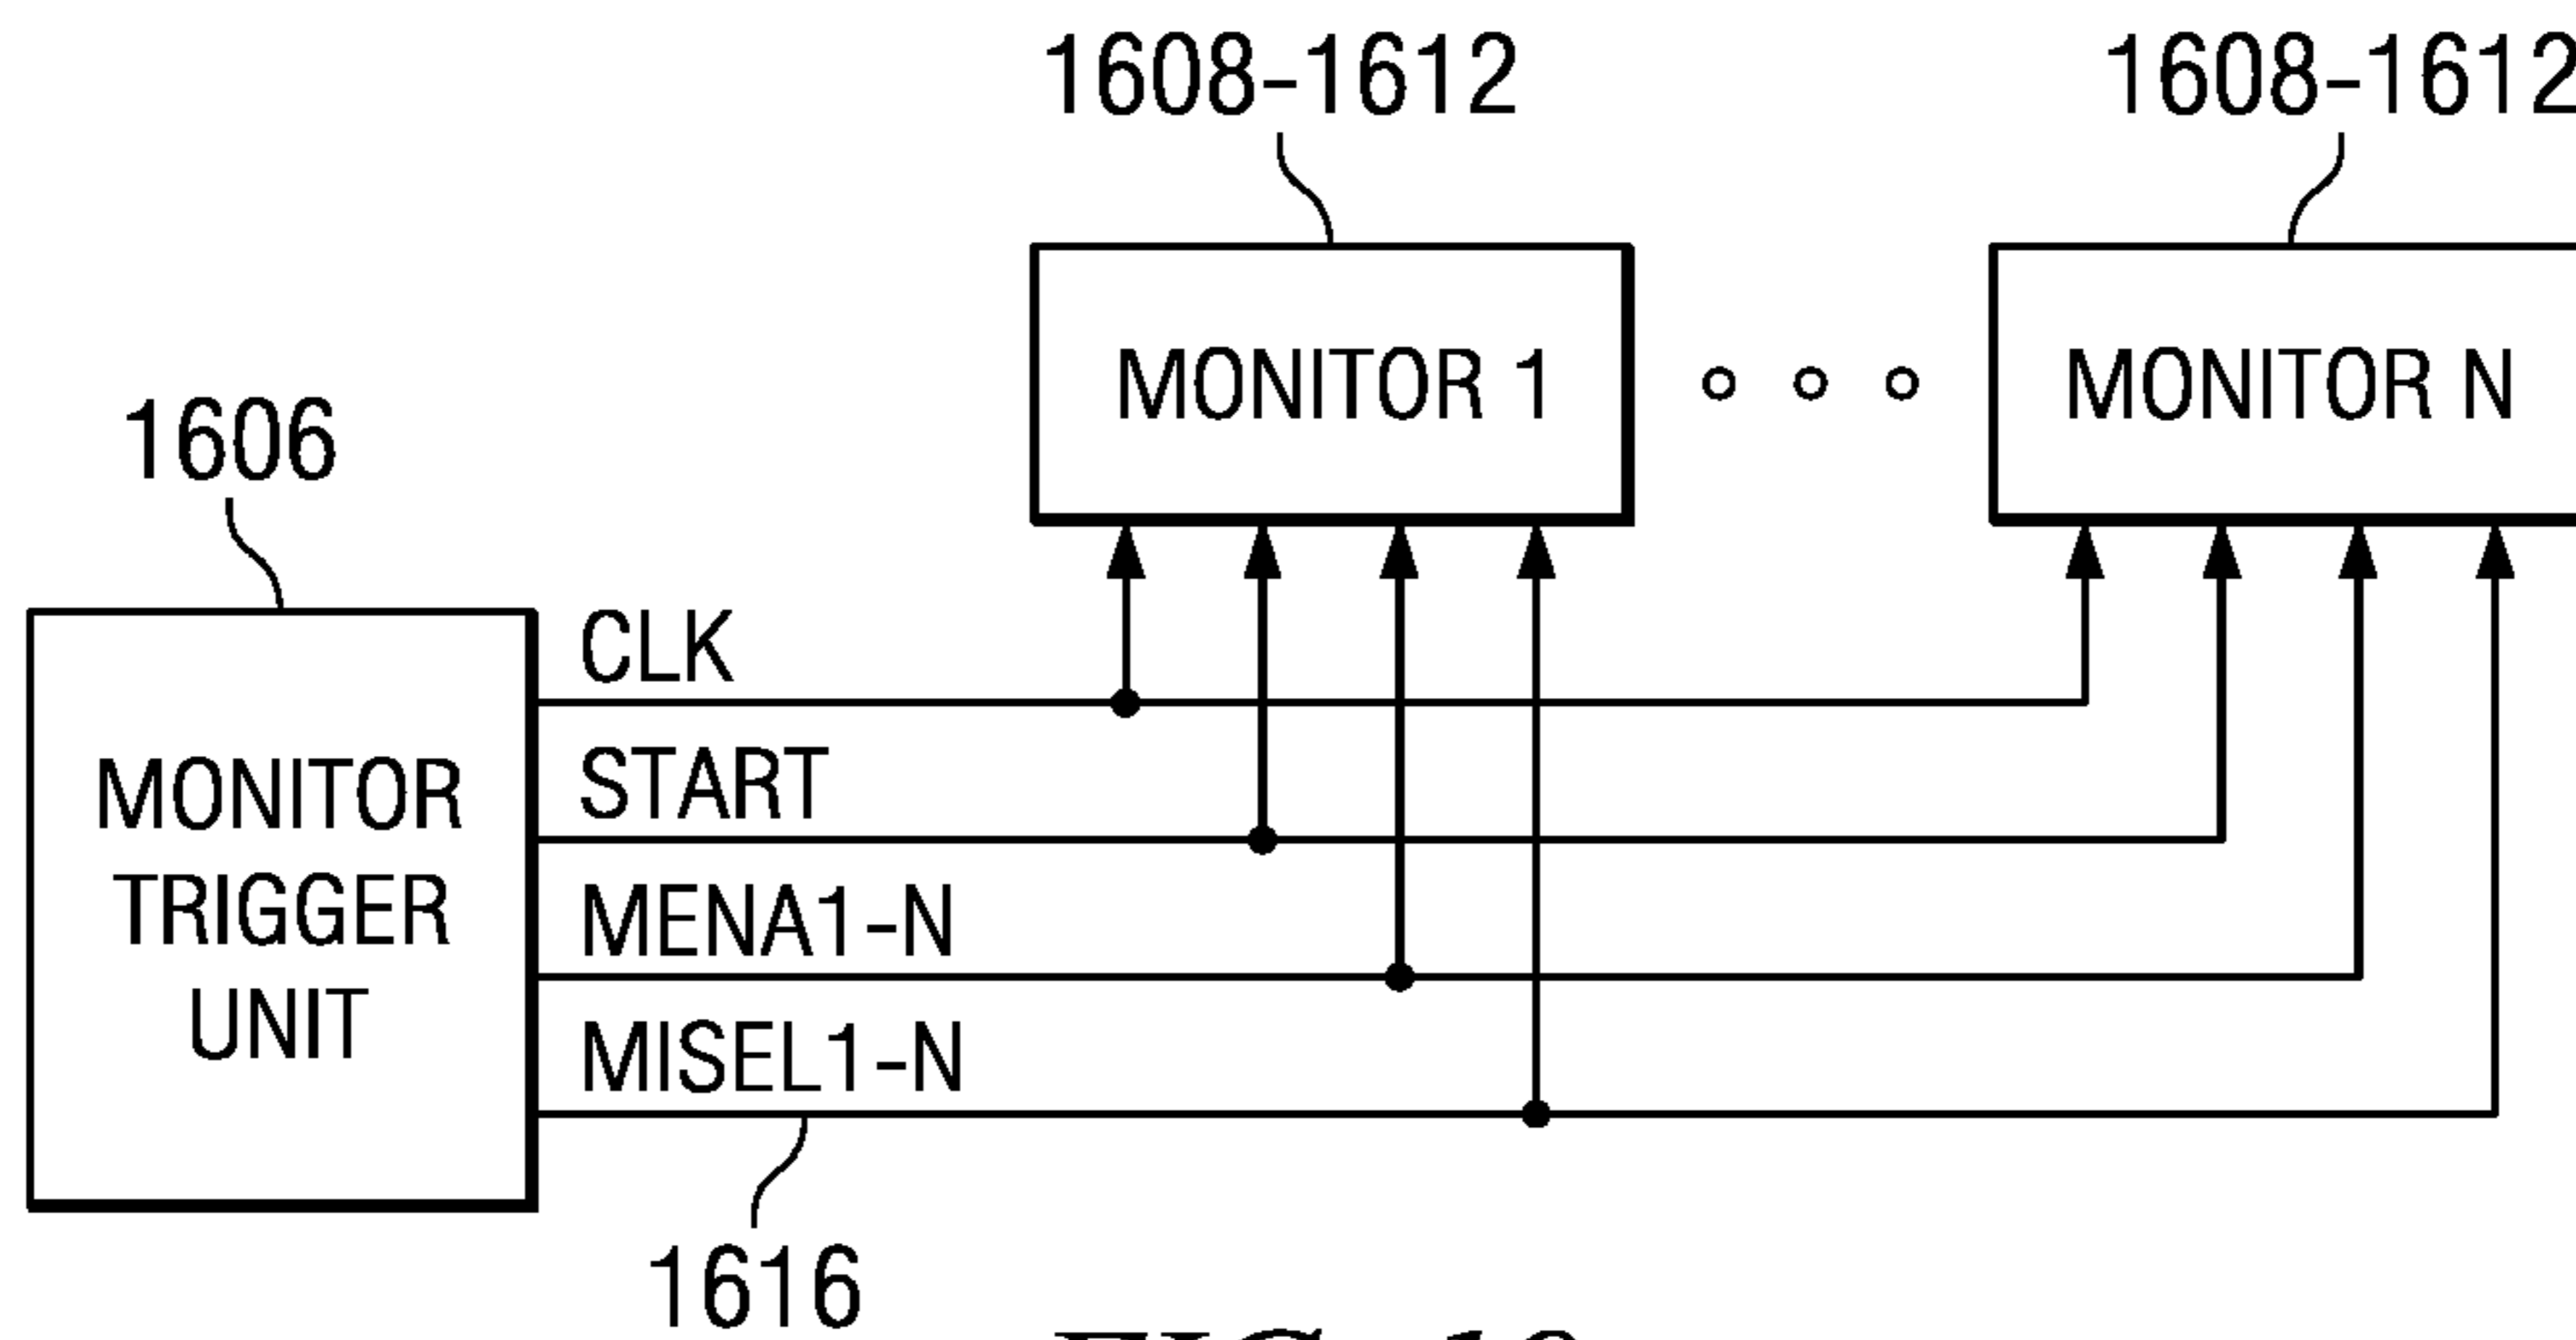 1608-1612
1608-1612
MONITOR 1
MONITOR N
1606
MONITOR
TRIGGER
UNIT
CLK
START
MENA1-N
MISEL1-N
1616